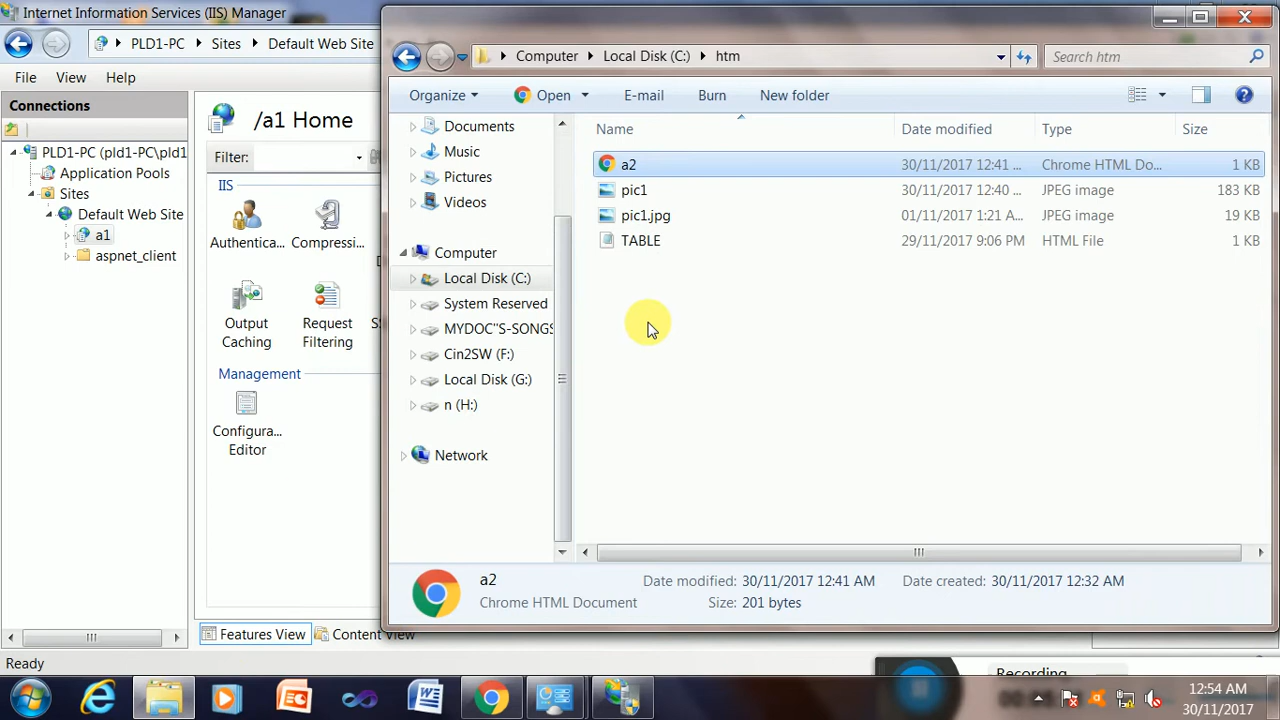 Internet Information Services (IIS) Manager
PLD1-PC
Sites
Default Web Site
File
View
Help
Connections
PLD1-PC (pld1-PC\pld1
Application Pools
Sites
Default Web Site
a1
aspnet_client
/a1 Home
Filter:
IIS
Authentica...
Compressi...
Output
Caching
Request
Filtering
Management
Configura...
Editor
Features View
Content View
Ready
Computer
Local Disk (C:)
htm
Search htm
Organize
Open
E-mail
Burn
New folder
Documents
Music
Pictures
Videos
Computer
Local Disk (C:)
System Reserved
MYDOC"S-SONGS
Cin2SW (F:)
Local Disk (G:)
n (H:)
Network
Name
Date modified
Type
Size
a2
30/11/2017 12:41 ...
Chrome HTML Do...
1 KB
pic1
30/11/2017 12:40 ...
JPEG image
183 KB
pic1.jpg
01/11/2017 1:21 A...
JPEG image
19 KB
TABLE
29/11/2017 9:06 PM
HTML File
1 KB
a2
Chrome HTML Document
Date modified: 30/11/2017 12:41 AM
Size: 201 bytes
Date created: 30/11/2017 12:32 AM
Recording
12:54 AM
30/11/2017